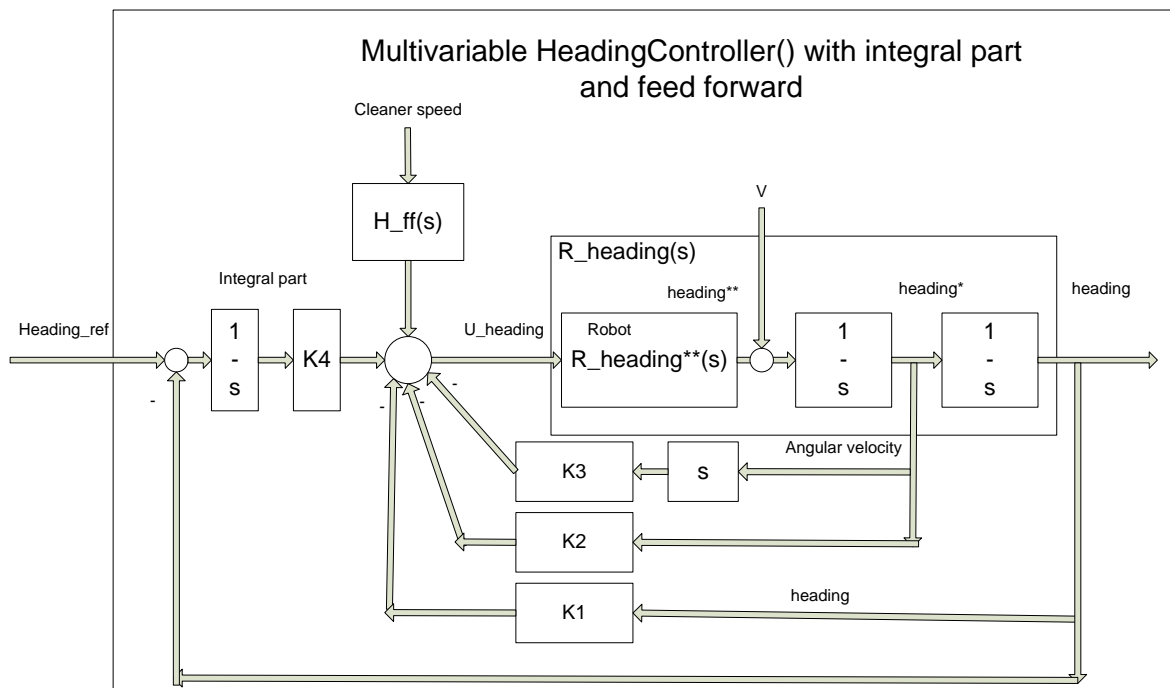 Multivariable HeadingController() with integral part
and feed forward
Cleaner speed
H_ff(s)
V
R_heading(s)
Integral part
heading**
heading*
heading
Heading_ref
U_heading
Robot
R_heading**(s)
1
-
s
K4
1
-
s
1
-
s
-
-
-
-
Angular velocity
K3
s
K2
K1
heading